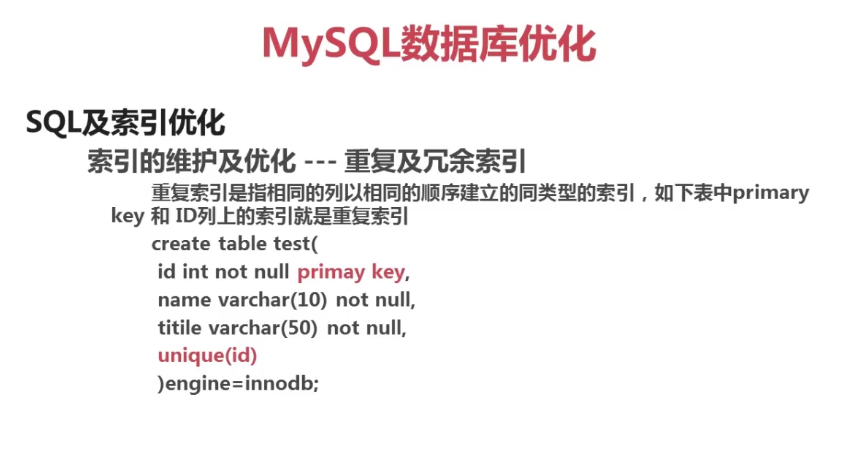 MySQL数据库优化
SQL及索引优化
索引的维护及优化 --- 重复及冗余索引
重复索引是指相同的列以相同的顺序建立的同类型的索引，如下表中primary
key 和 ID列上的索引就是重复索引
create table test(
id int not null primay key,
name varchar(10) not null,
titile varchar(50) not null,
unique(id)
)engine=innodb;